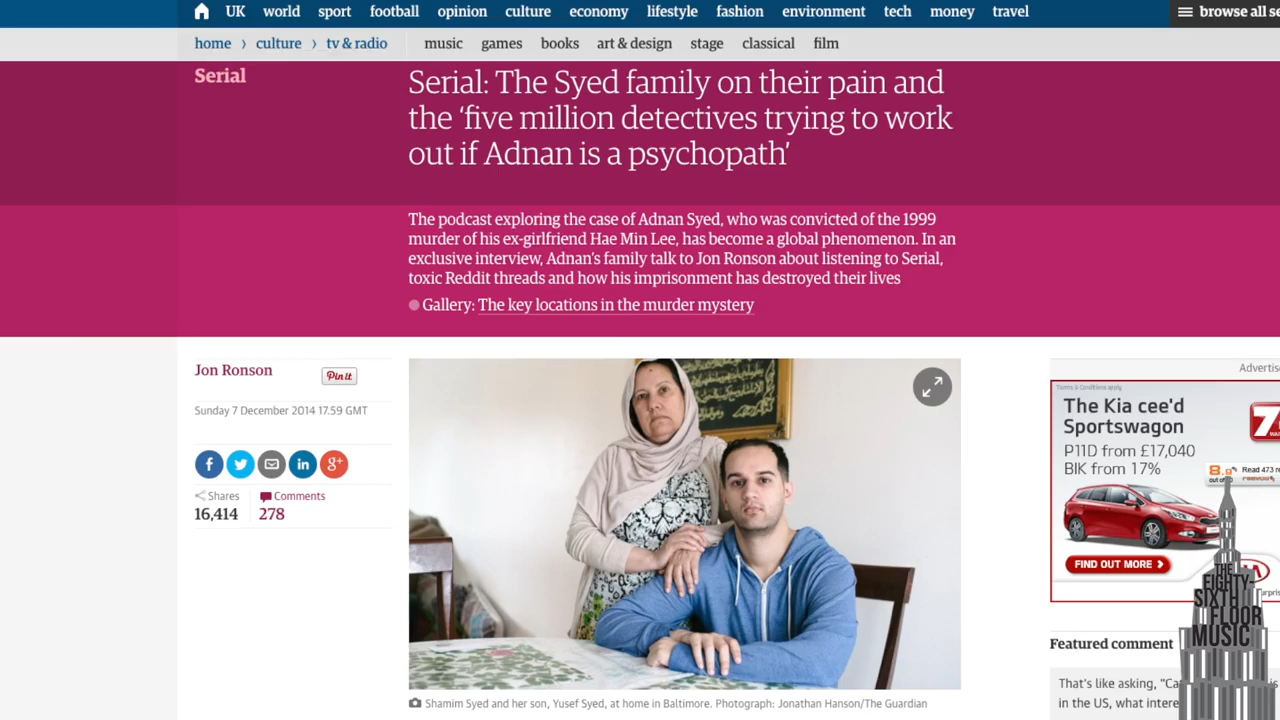 UK world sport football opinion culture economy lifestyle fashion environment tech money travel browse all
home › culture › tv & radio music games books art & design stage classical film
Serial
Serial: The Syed family on their pain and
the ‘five million detectives trying to work
out if Adnan is a psychopath’
The podcast exploring the case of Adnan Syed, who was convicted of the 1999
murder of his ex-girlfriend Hae Min Lee, has become a global phenomenon. In an
exclusive interview, Adnan’s family talk to Jon Ronson about listening to Serial,
toxic Reddit threads and how his imprisonment has destroyed their lives
Gallery: The key locations in the murder mystery
Jon Ronson
Pin it
Sunday 7 December 2014 17.59 GMT
Shares
16,414
Comments
278
Shamim Syed and her son, Yusef Syed, at home in Baltimore. Photograph: Jonathan Hanson/The Guardian
Advertis
Terms & Conditions apply
The Kia cee'd
Sportswagon
P11D from £17,040
BIK from 17%
Read 473
FIND OUT MORE
Featured comment
That's like asking, "Ca
in the US, what intere
THE
EIGHTY-
SIXTH
FLOOR
MUSIC